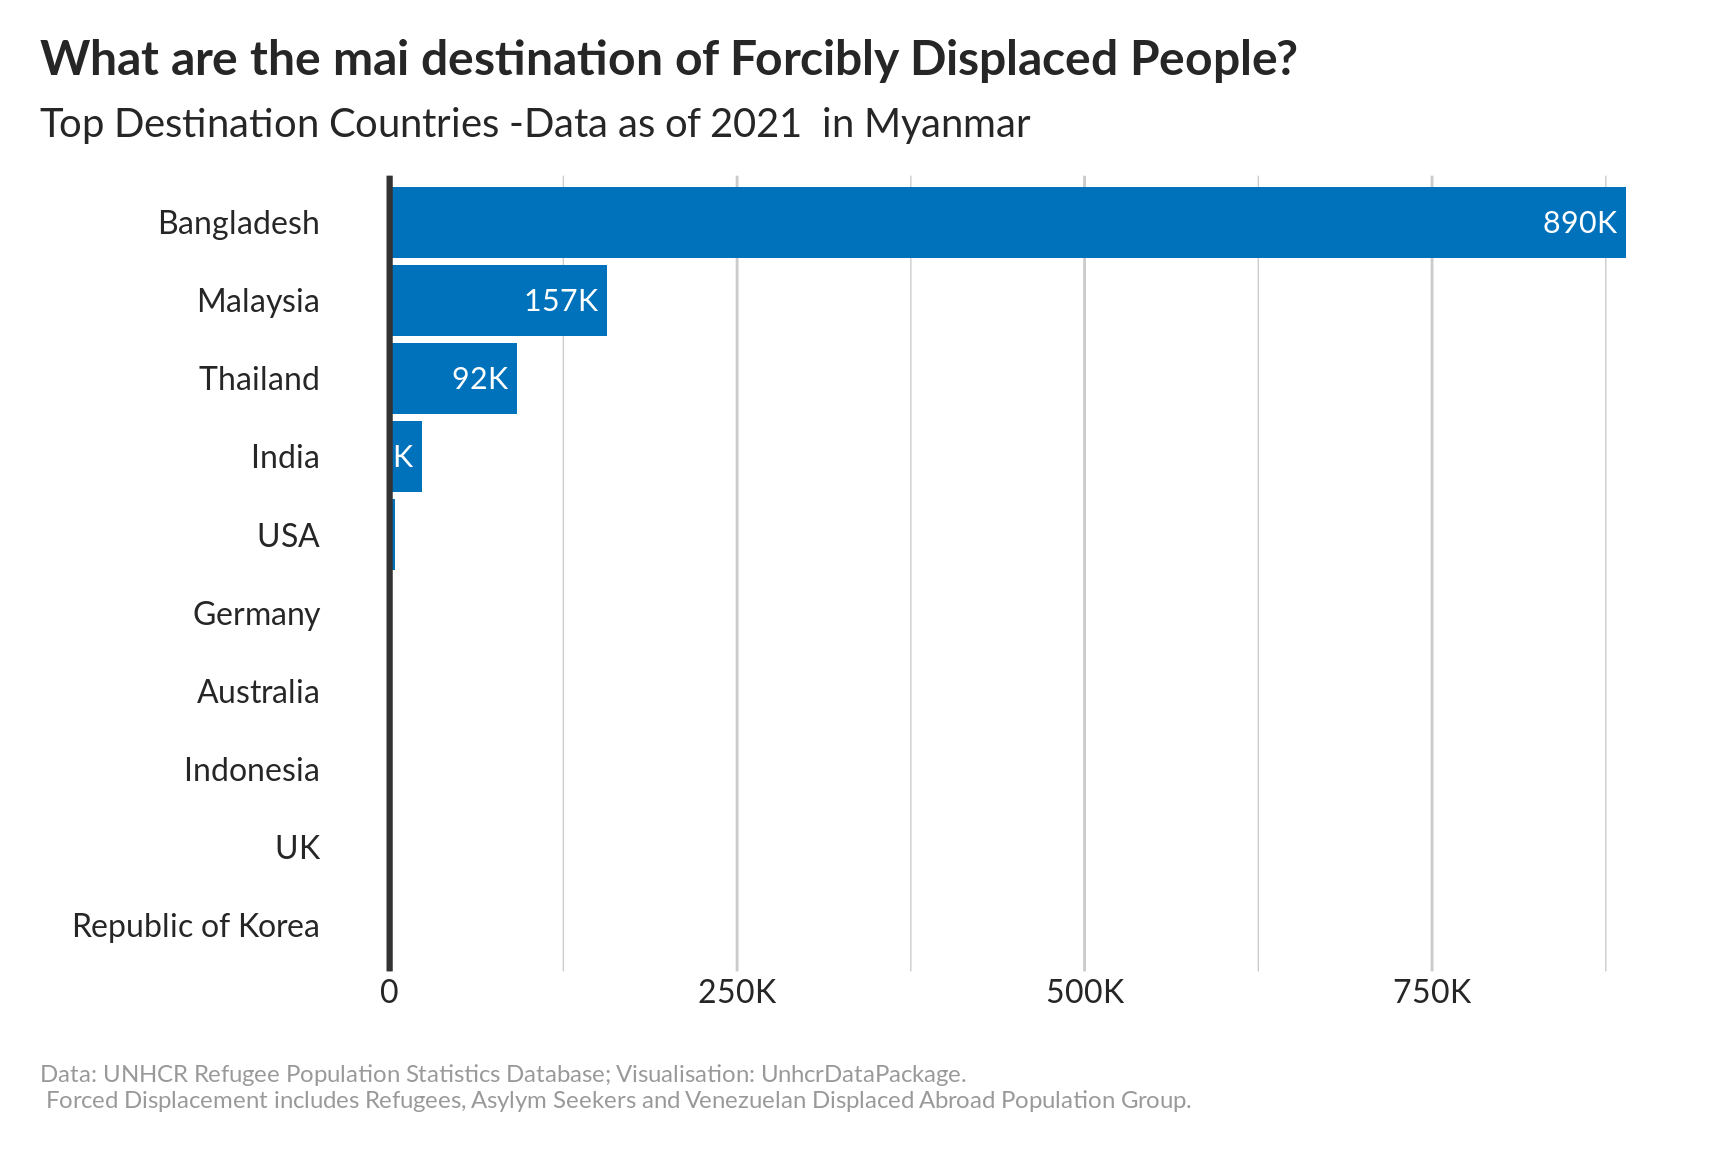 What are the mai destination of Forcibly Displaced People?
Top Destination Countries -Data as of 2021  in Myanmar
Bangladesh
890K
Malaysia
157K
Thailand
92K
India
K
USA
Germany
Australia
Indonesia
UK
Republic of Korea
0
250K
500K
750K
Data: UNHCR Refugee Population Statistics Database; Visualisation: UnhcrDataPackage.
Forced Displacement includes Refugees, Asylym Seekers and Venezuelan Displaced Abroad Population Group.